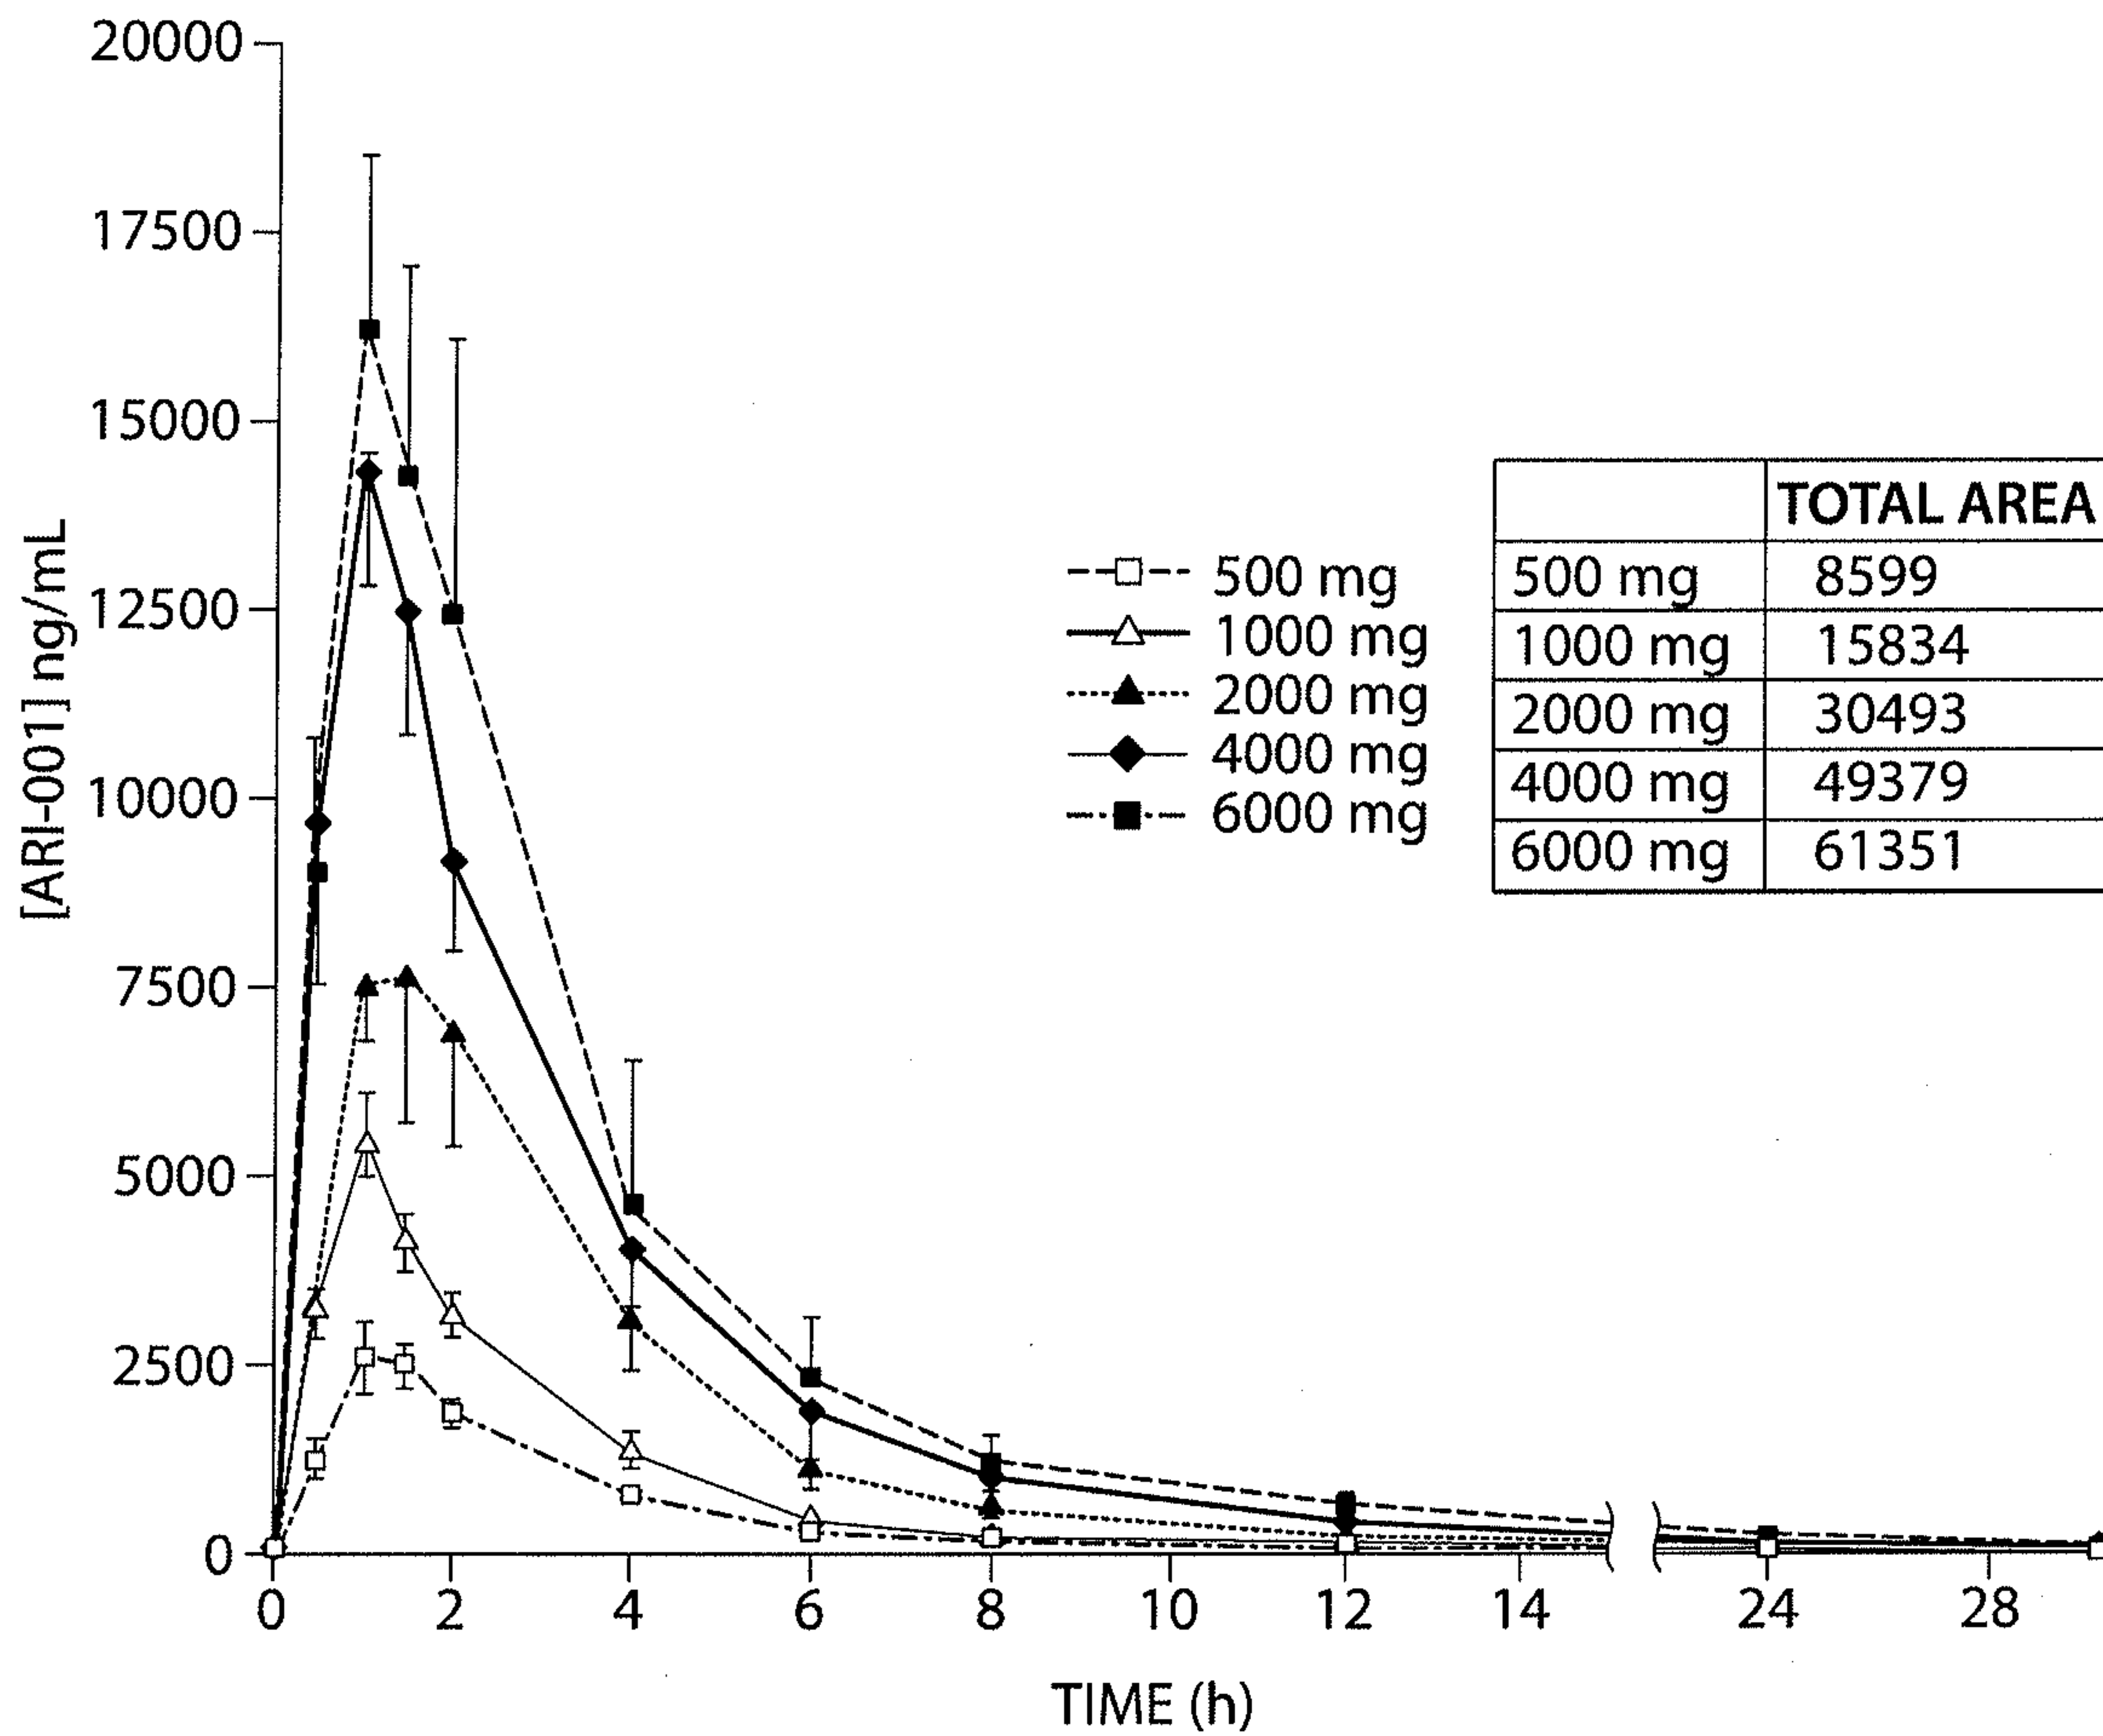 [ARI-001] ng/mL
20000
17500
15000
12500
10000
7500
5000
2500
0
0 2 4 6 8 10 12 14 24 28
TIME (h)
500 mg
1000 mg
2000 mg
4000 mg
6000 mg
TOTAL AREA
500 mg 8599
1000 mg 15834
2000 mg 30493
4000 mg 49379
6000 mg 61351